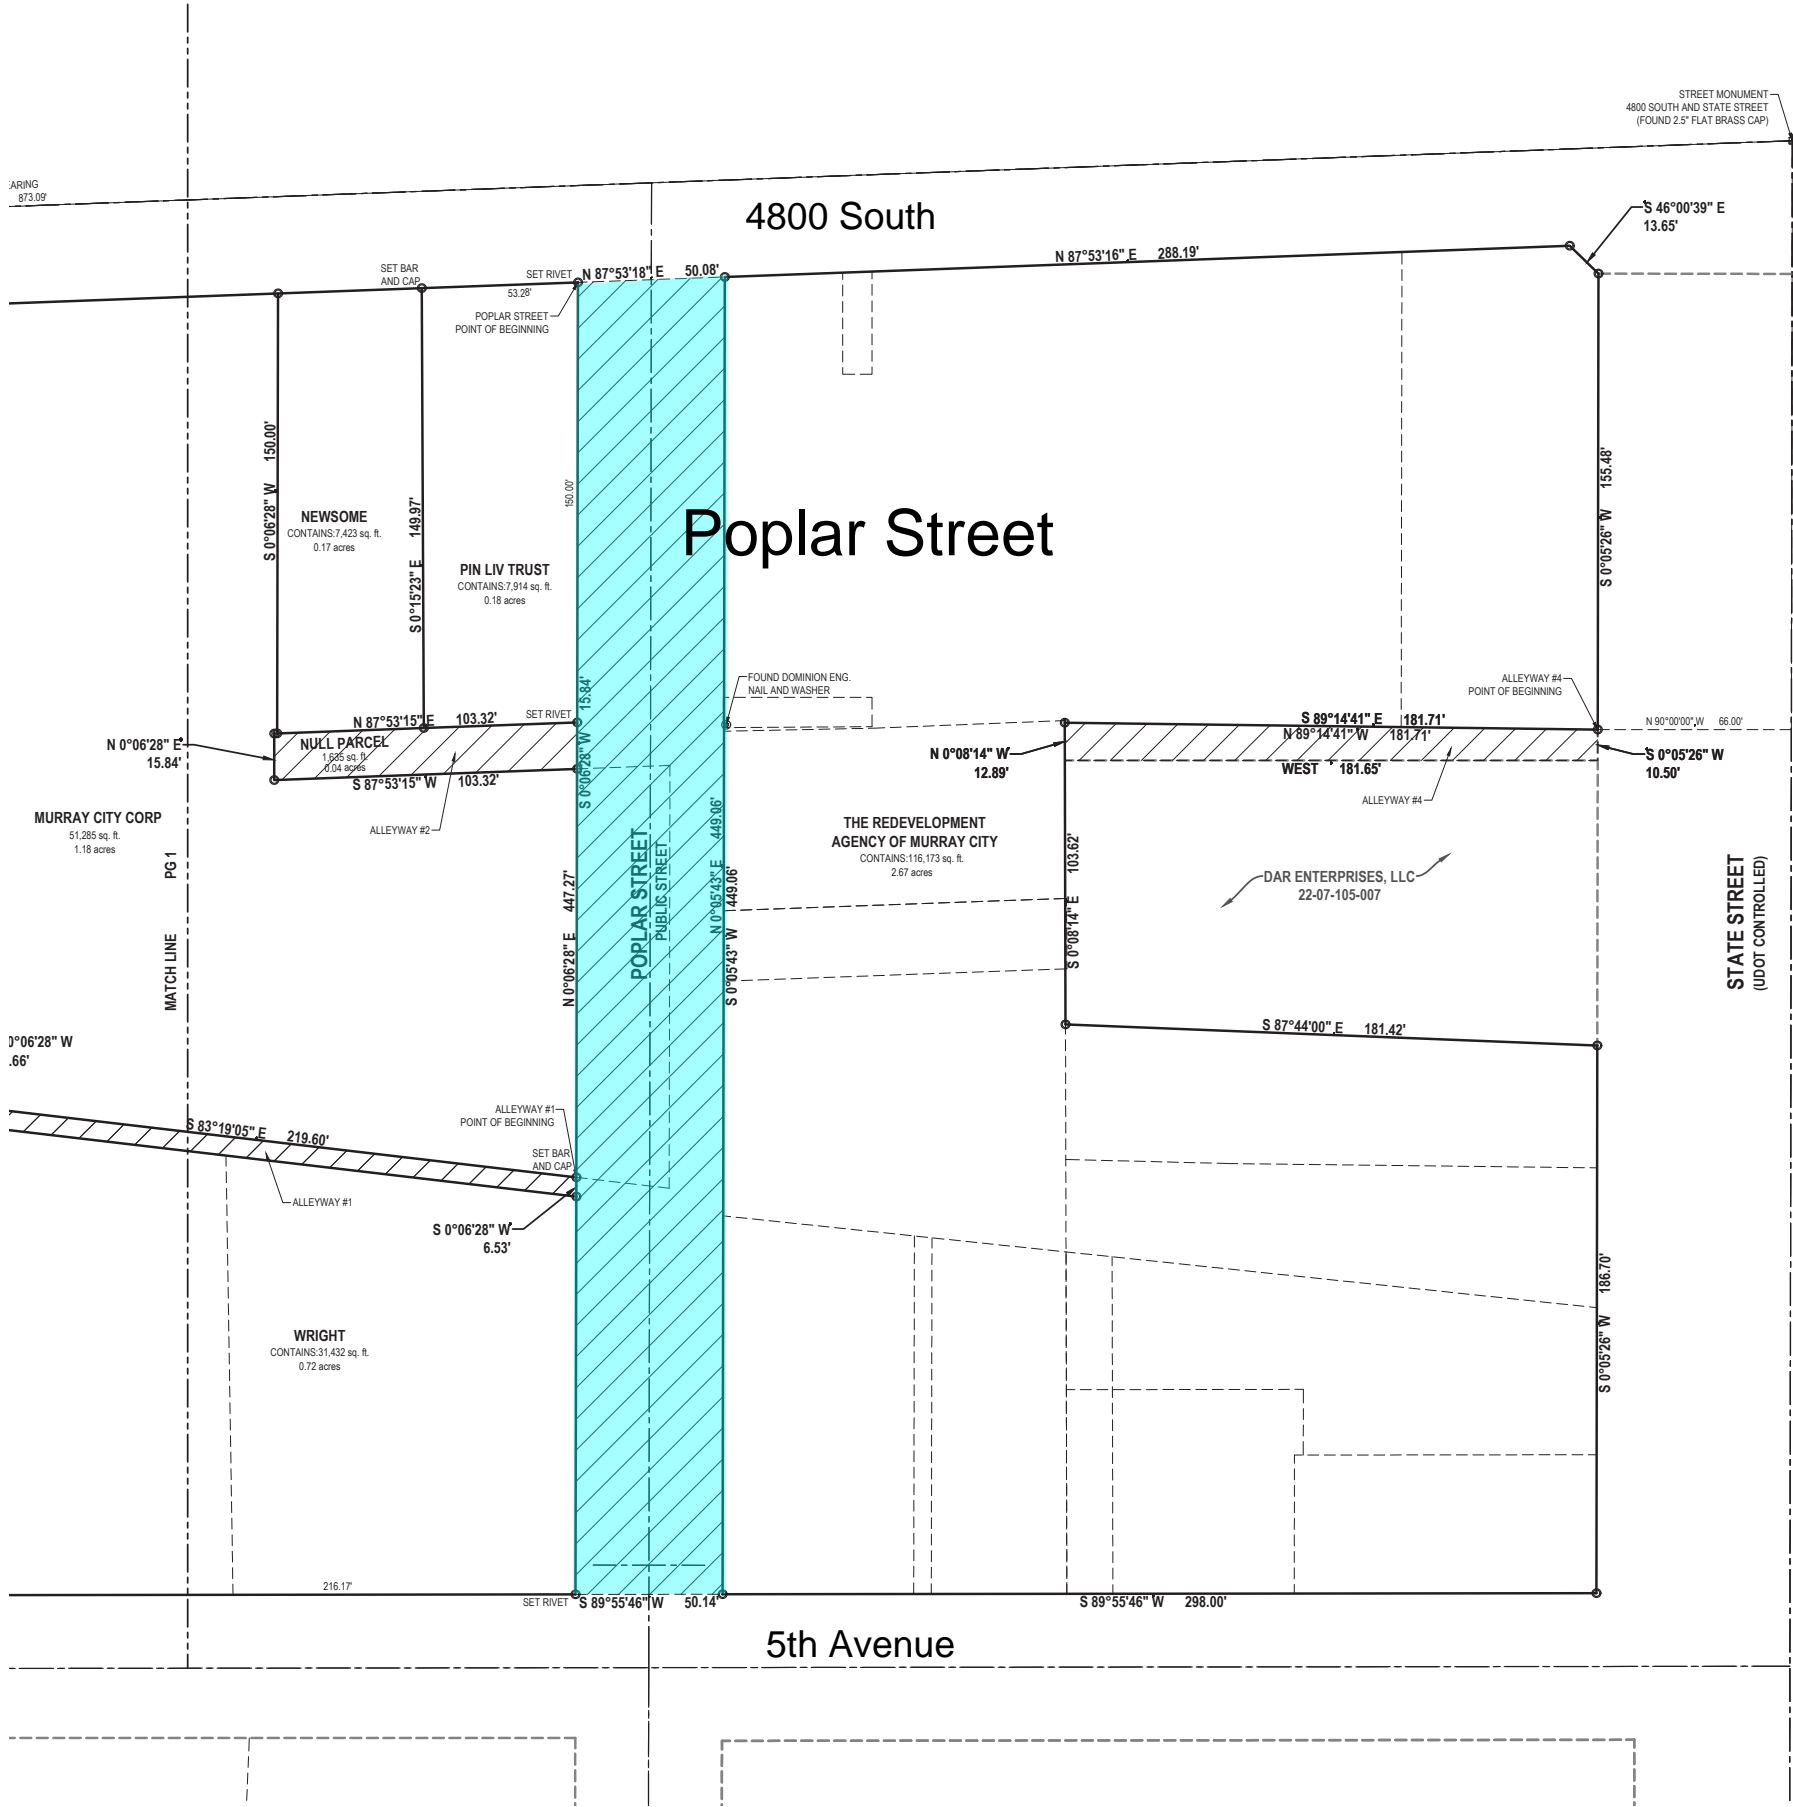 STREET MONUMENT
4800 SOUTH AND STATE STREET
(FOUND 2.5" FLAT BRASS CAP)
EARING
873.09'
4800 South
S 46°00'39" E
13.65'
N 87°53'16" E 288.19'
SET BAR
AND CAP
SET RIVET
N 87°53'18" E 50.08'
53.28'
POPLAR STREET
POINT OF BEGINNING
S 0°06'28" W 150.00'
NEWSOME
CONTAINS:7,423 sq. ft.
0.17 acres
S 0°15'23" E 149.97'
PIN LIV TRUST
CONTAINS:7,914 sq. ft.
0.18 acres
150.00'
Poplar Street
S 0°05'26" W 155.48'
FOUND DOMINION ENG.
NAIL AND WASHER
ALLEYWAY #4
POINT OF BEGINNING
N 87°53'15" E 103.32'
SET RIVET
NULL PARCEL
1,635 sq. ft.
0.04 acres
S 87°53'15" W 103.32'
N 0°06'28" E
15.84'
S 0°06'28" W 15.84'
S 89°14'41" E 181.71'
N 89°14'41" W 181.71'
WEST 181.65'
N 90°00'00" W 66.00'
N 0°08'14" W
12.89'
S 0°05'26" W
10.50'
ALLEYWAY #4
ALLEYWAY #2
MURRAY CITY CORP
51,285 sq. ft.
1.18 acres
MATCH LINE PG 1
N 0°06'28" E 447.27'
POPLAR STREET
PUBLIC STREET
N 0°05'43" E 449.06'
S 0°05'43" W 449.06'
THE REDEVELOPMENT
AGENCY OF MURRAY CITY
CONTAINS:116,173 sq. ft.
2.67 acres
S 0°08'14" E 103.62'
DAR ENTERPRISES, LLC
22-07-105-007
STATE STREET
(UDOT CONTROLLED)
0°06'28" W
.66'
S 87°44'00" E 181.42'
ALLEYWAY #1
POINT OF BEGINNING
S 83°19'05" E 219.60'
SET BAR
AND CAP
ALLEYWAY #1
S 0°06'28" W
6.53'
S 0°05'26" W 186.70'
WRIGHT
CONTAINS:31,432 sq. ft.
0.72 acres
216.17'
SET RIVET
S 89°55'46" W 50.14'
S 89°55'46" W 298.00'
5th Avenue